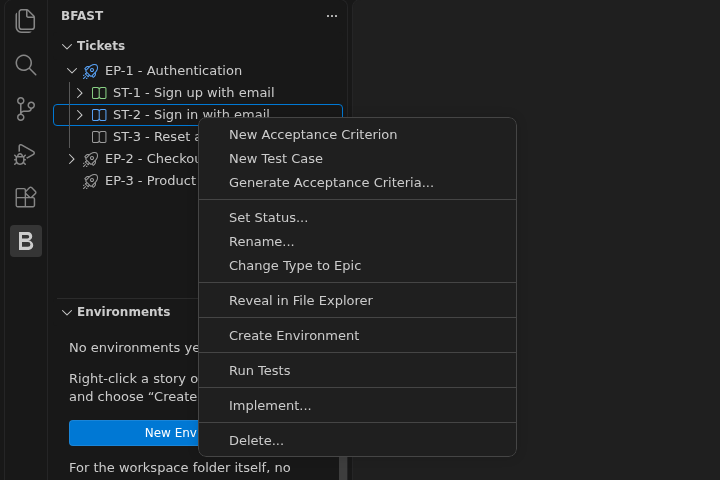 BFAST
Tickets
EP-1 - Authentication
ST-1 - Sign up with email
ST-2 - Sign in with email
ST-3 - Reset a
EP-2 - Checkou
EP-3 - Product
New Acceptance Criterion
New Test Case
Generate Acceptance Criteria...
Set Status...
Rename...
Change Type to Epic
Reveal in File Explorer
Create Environment
Run Tests
Implement...
Delete...
B
Environments
No environments ye
Right-click a story o
and choose “Create
New Env
For the workspace folder itself, no